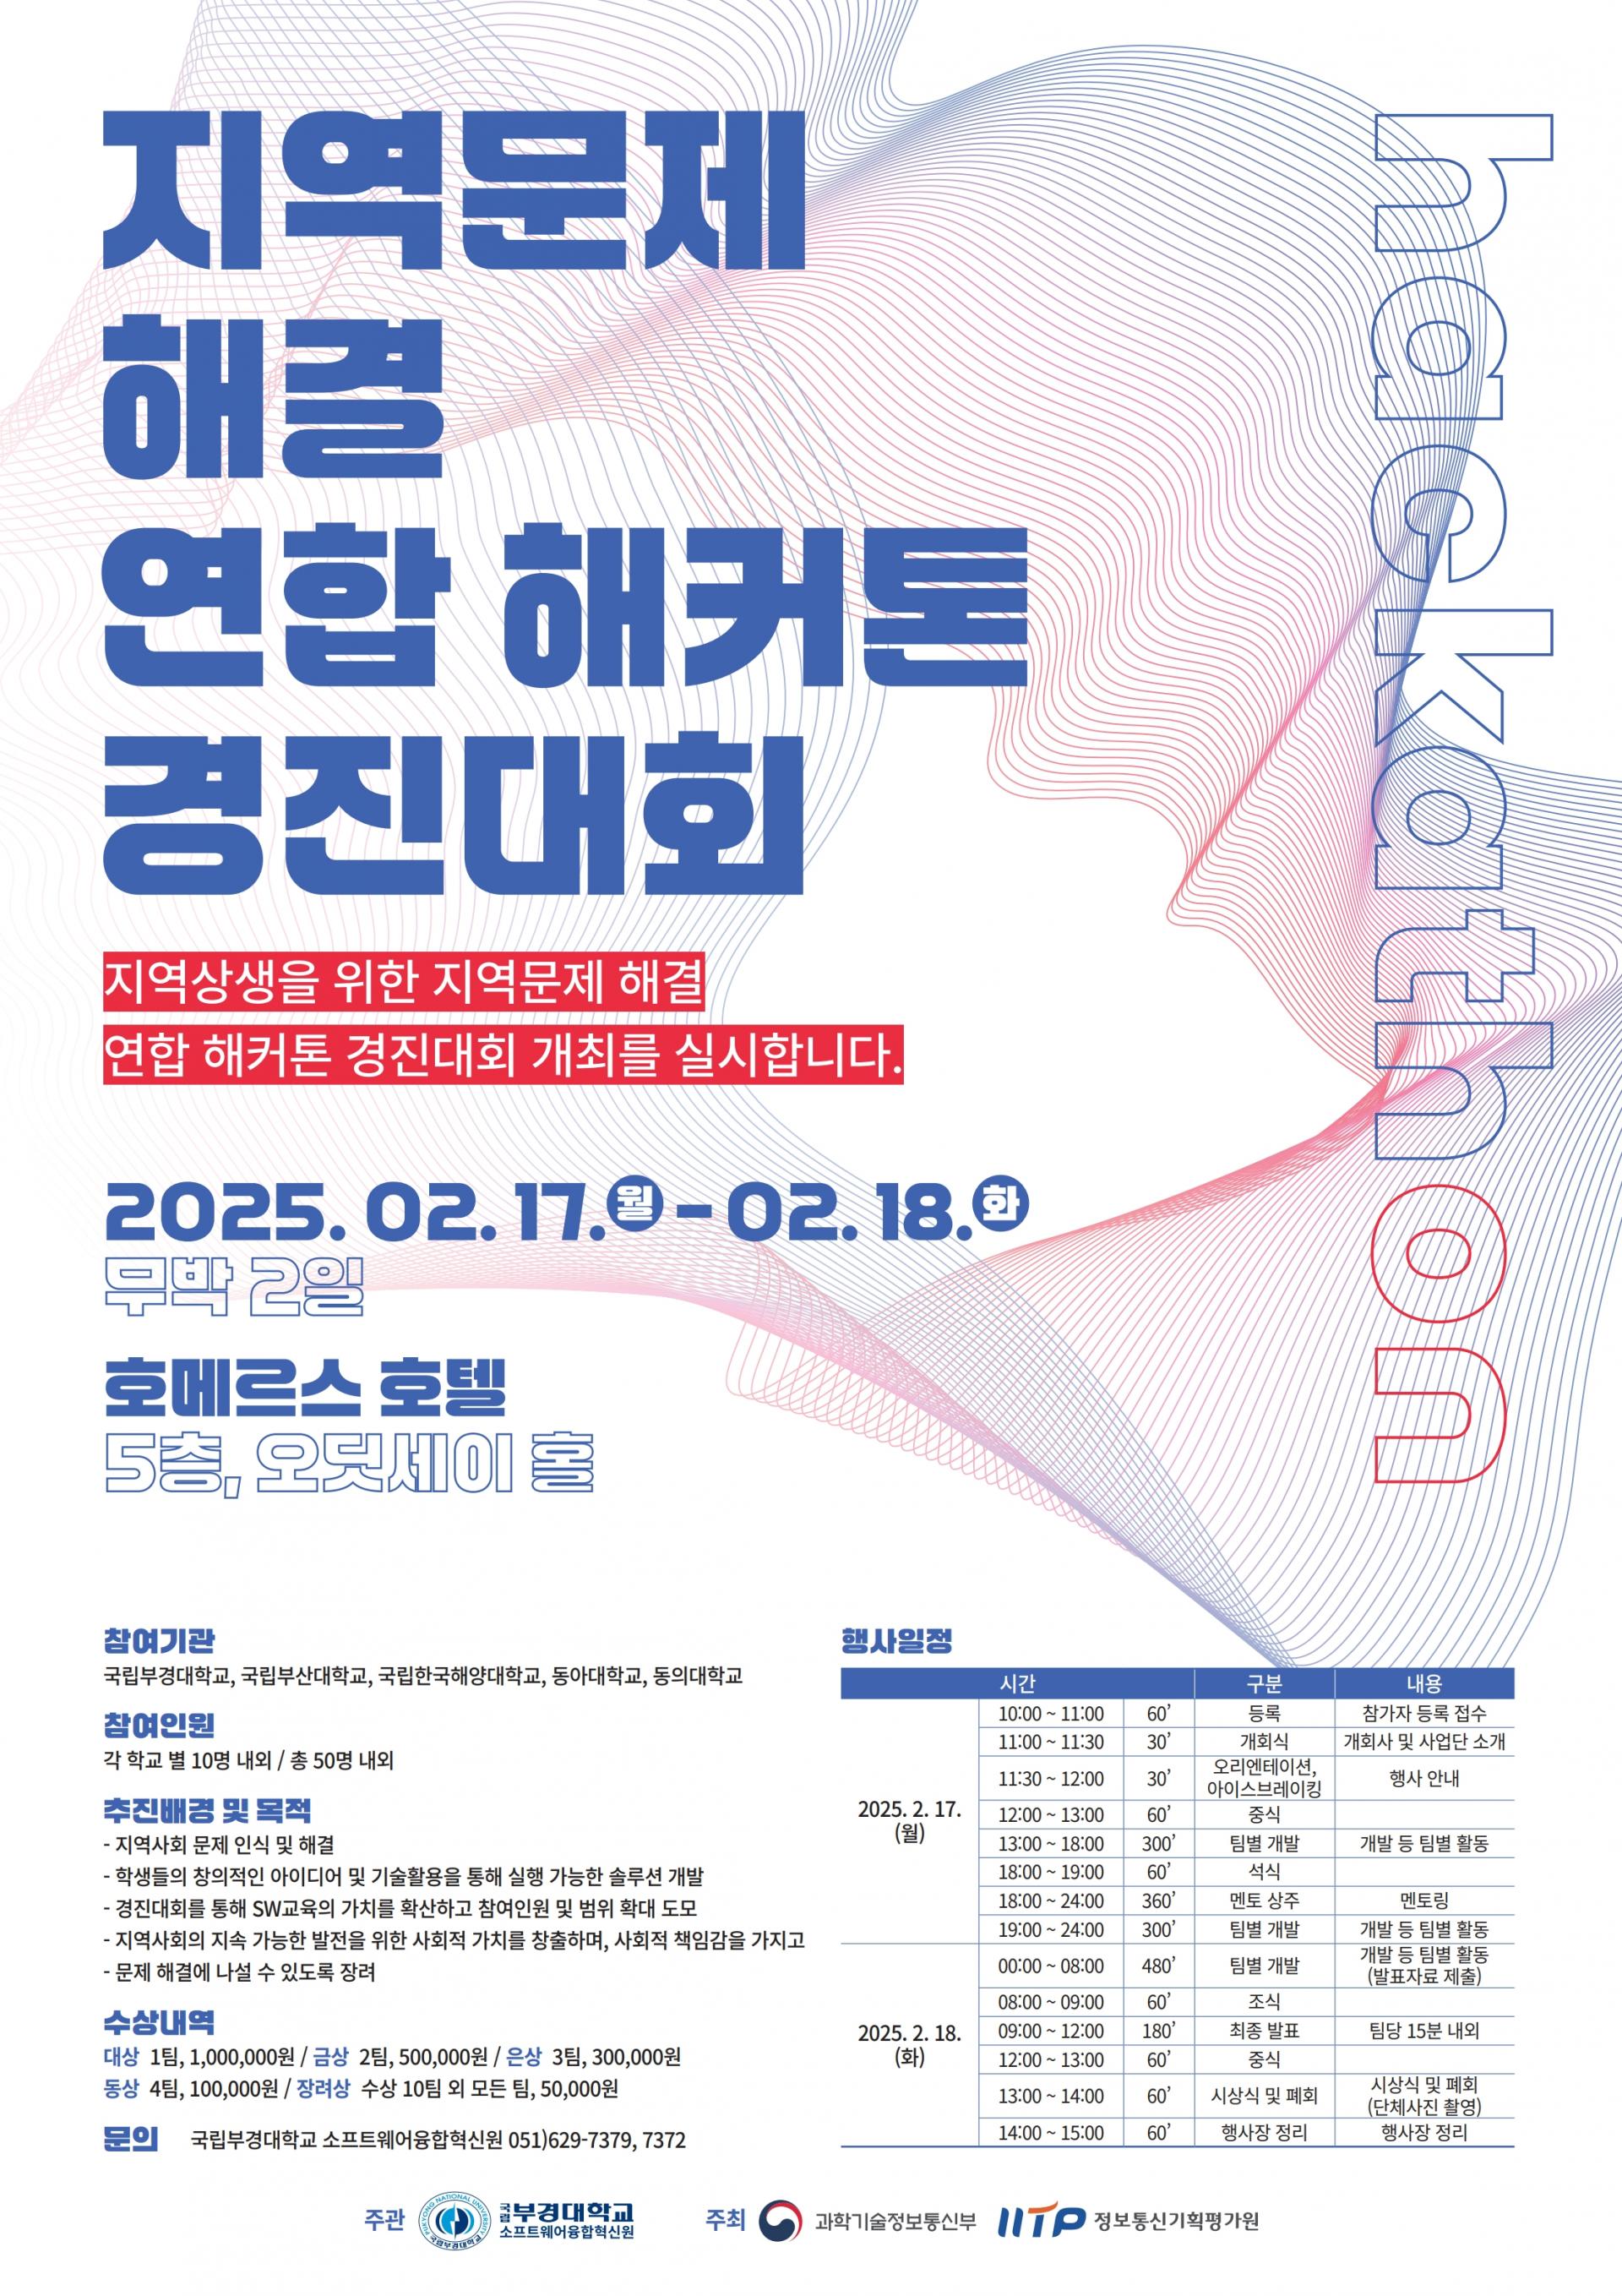 지역문제
해결
연합 해커톤
경진대회
hackathon
지역상생을 위한 지역문제 해결
연합 해커톤 경진대회 개최를 실시합니다.
2025. 02. 17.월 - 02. 18.화
무박 2일
호메르스 호텔
5층, 오딧세이 홀
참여기관
국립부경대학교, 국립부산대학교, 국립한국해양대학교, 동아대학교, 동의대학교
참여인원
각 학교 별 10명 내외 / 총 50명 내외
추진배경 및 목적
- 지역사회 문제 인식 및 해결
- 학생들의 창의적인 아이디어 및 기술활용을 통해 실행 가능한 솔루션 개발
- 경진대회를 통해 SW교육의 가치를 확산하고 참여인원 및 범위 확대 도모
- 지역사회의 지속 가능한 발전을 위한 사회적 가치를 창출하며, 사회적 책임감을 가지고
- 문제 해결에 나설 수 있도록 장려
수상내역
대상 1팀, 1,000,000원 / 금상 2팀, 500,000원 / 은상 3팀, 300,000원
동상 4팀, 100,000원 / 장려상 수상 10팀 외 모든 팀, 50,000원
문의 국립부경대학교 소프트웨어융합혁신원 051)629-7379, 7372
행사일정
시간 구분 내용
2025. 2. 17.
(월)
10:00 ~ 11:00 60’ 등록 참가자 등록 접수
11:00 ~ 11:30 30’ 개회식 개회사 및 사업단 소개
11:30 ~ 12:00 30’ 오리엔테이션, 행사 안내
아이스브레이킹
12:00 ~ 13:00 60’ 중식
13:00 ~ 18:00 300’ 팀별 개발 개발 등 팀별 활동
18:00 ~ 19:00 60’ 석식
18:00 ~ 24:00 360’ 멘토 상주 멘토링
19:00 ~ 24:00 300’ 팀별 개발 개발 등 팀별 활동
2025. 2. 18.
(화)
00:00 ~ 08:00 480’ 팀별 개발 개발 등 팀별 활동
(발표자료 제출)
08:00 ~ 09:00 60’ 조식
09:00 ~ 12:00 180’ 최종 발표 팀당 15분 내외
12:00 ~ 13:00 60’ 중식
13:00 ~ 14:00 60’ 시상식 및 폐회 시상식 및 폐회
(단체사진 촬영)
14:00 ~ 15:00 60’ 행사장 정리 행사장 정리
주관
PUKYONG NATIONAL UNIVERSITY
국립부경대학교
국립부경대학교
소프트웨어융합혁신원
주최
과학기술정보통신부
IITP 정보통신기획평가원